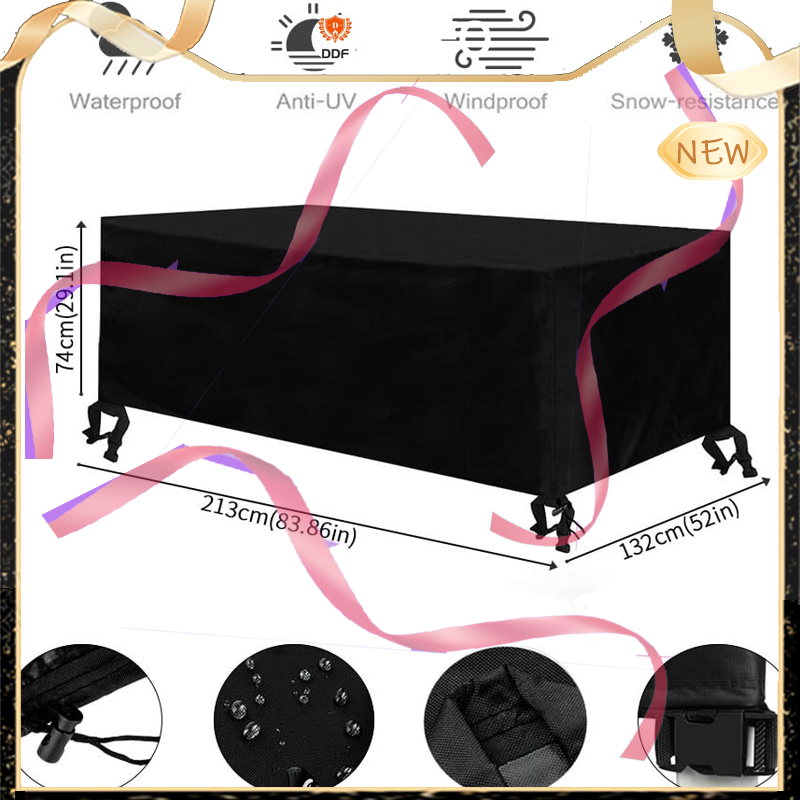 DDF
Waterproof
Anti-UV
Windproof
Snow-resistance
NEW
74cm(29.1in)
213cm(83.86in)
132cm(52in)